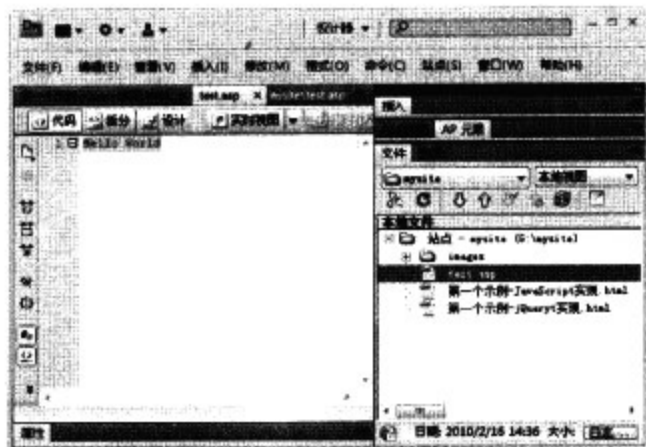 设计器
文件(F) 编辑(E) 查看(V) 插入(I) 修改(M) 格式(O) 命令(C) 站点(S) 窗口(W) 帮助(H)
test.asp ×
代码 拆分 设计 实时视图
1 Hello World
插入
AP 元素
文件
mysite 本地视图
本地文件
站点 - mysite (G:\mysite)
images
test.asp
第一个示例-JavaScript实现.html
第一个示例-jQueryt实现.html
属性
日期: 2010/2/16 14:36 大小: 日志...